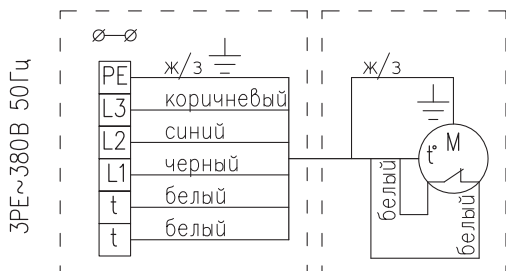 3PE~380В 50Гц
PE ж/з
L3 коричневый
L2 синий
L1 черный
t белый
t белый
ж/з
M
t°
белый
белый